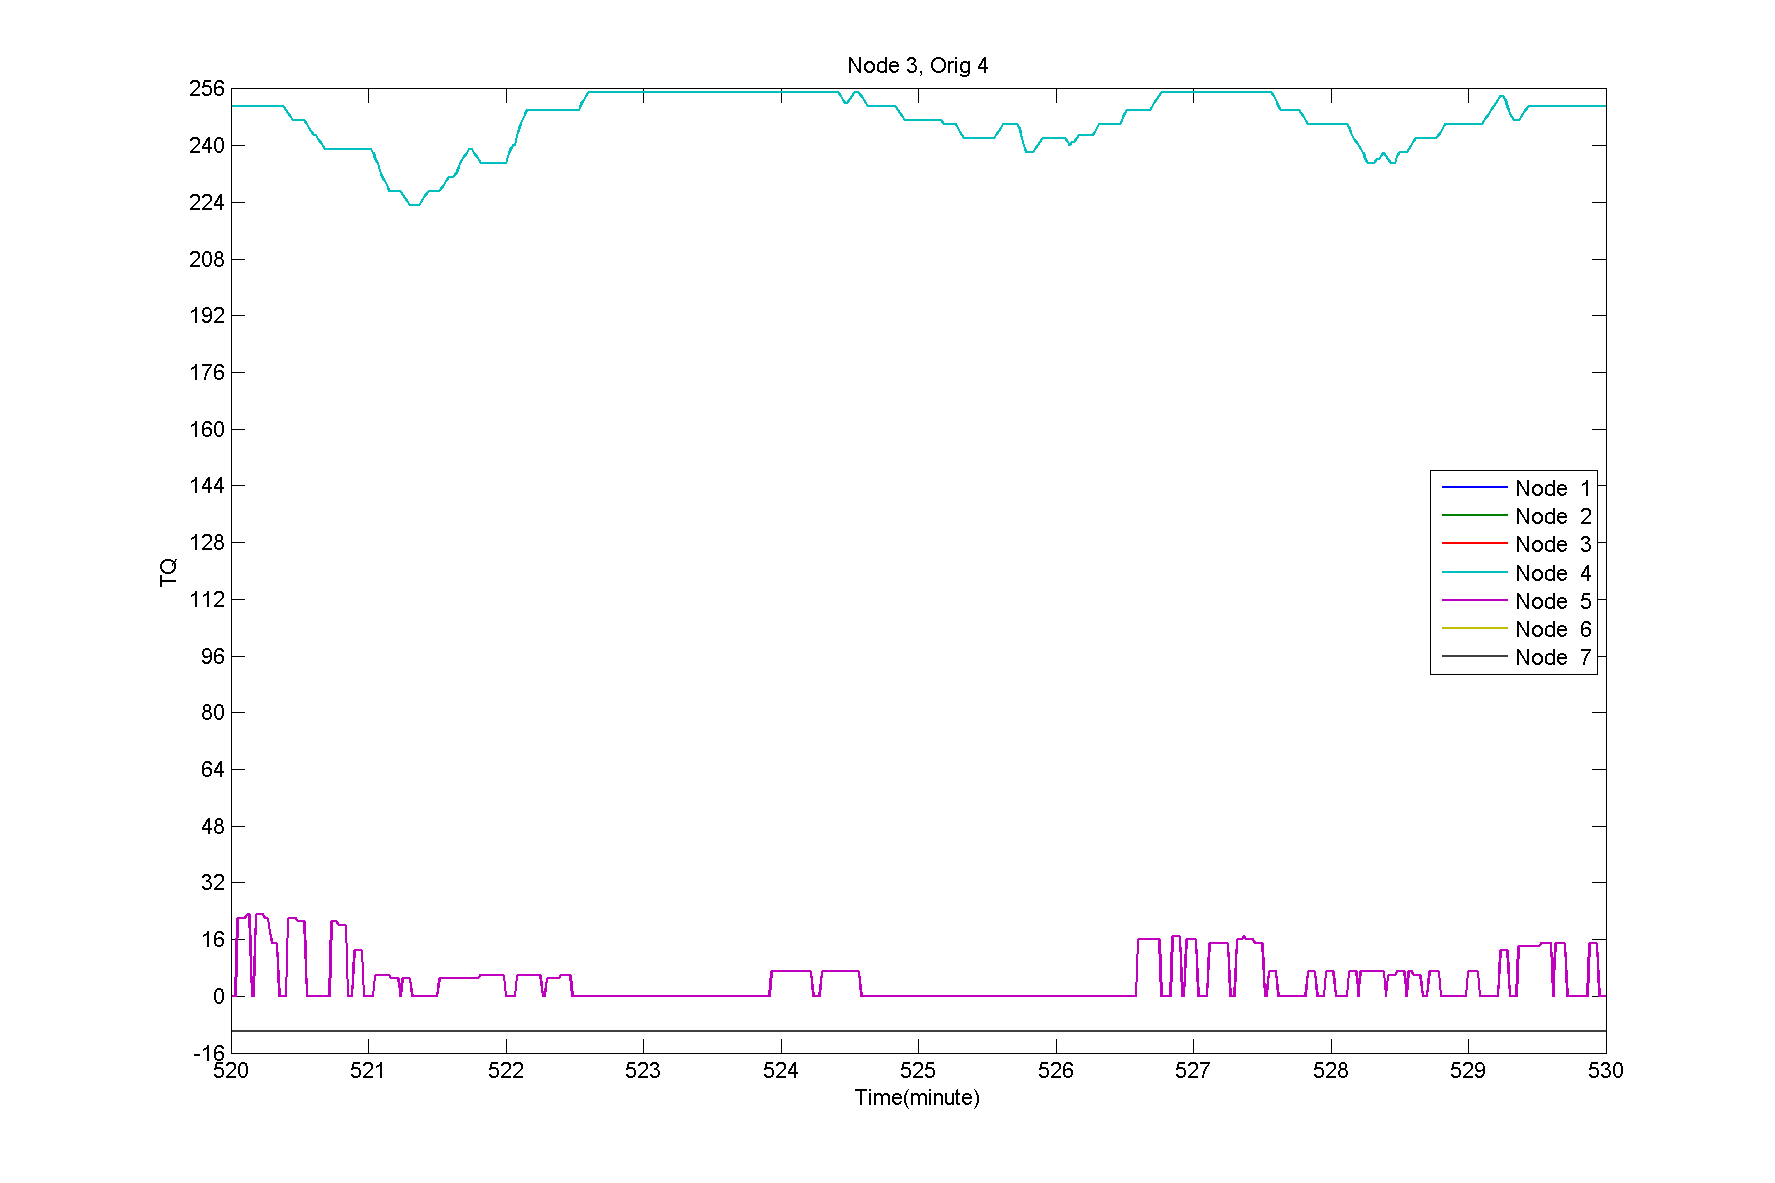 Node 3, Orig 4
256
240
224
208
192
176
160
144
128
112
96
80
64
48
32
16
0
-16
TQ
Node 1
Node 2
Node 3
Node 4
Node 5
Node 6
Node 7
520 521 522 523 524 525 526 527 528 529 530
Time(minute)